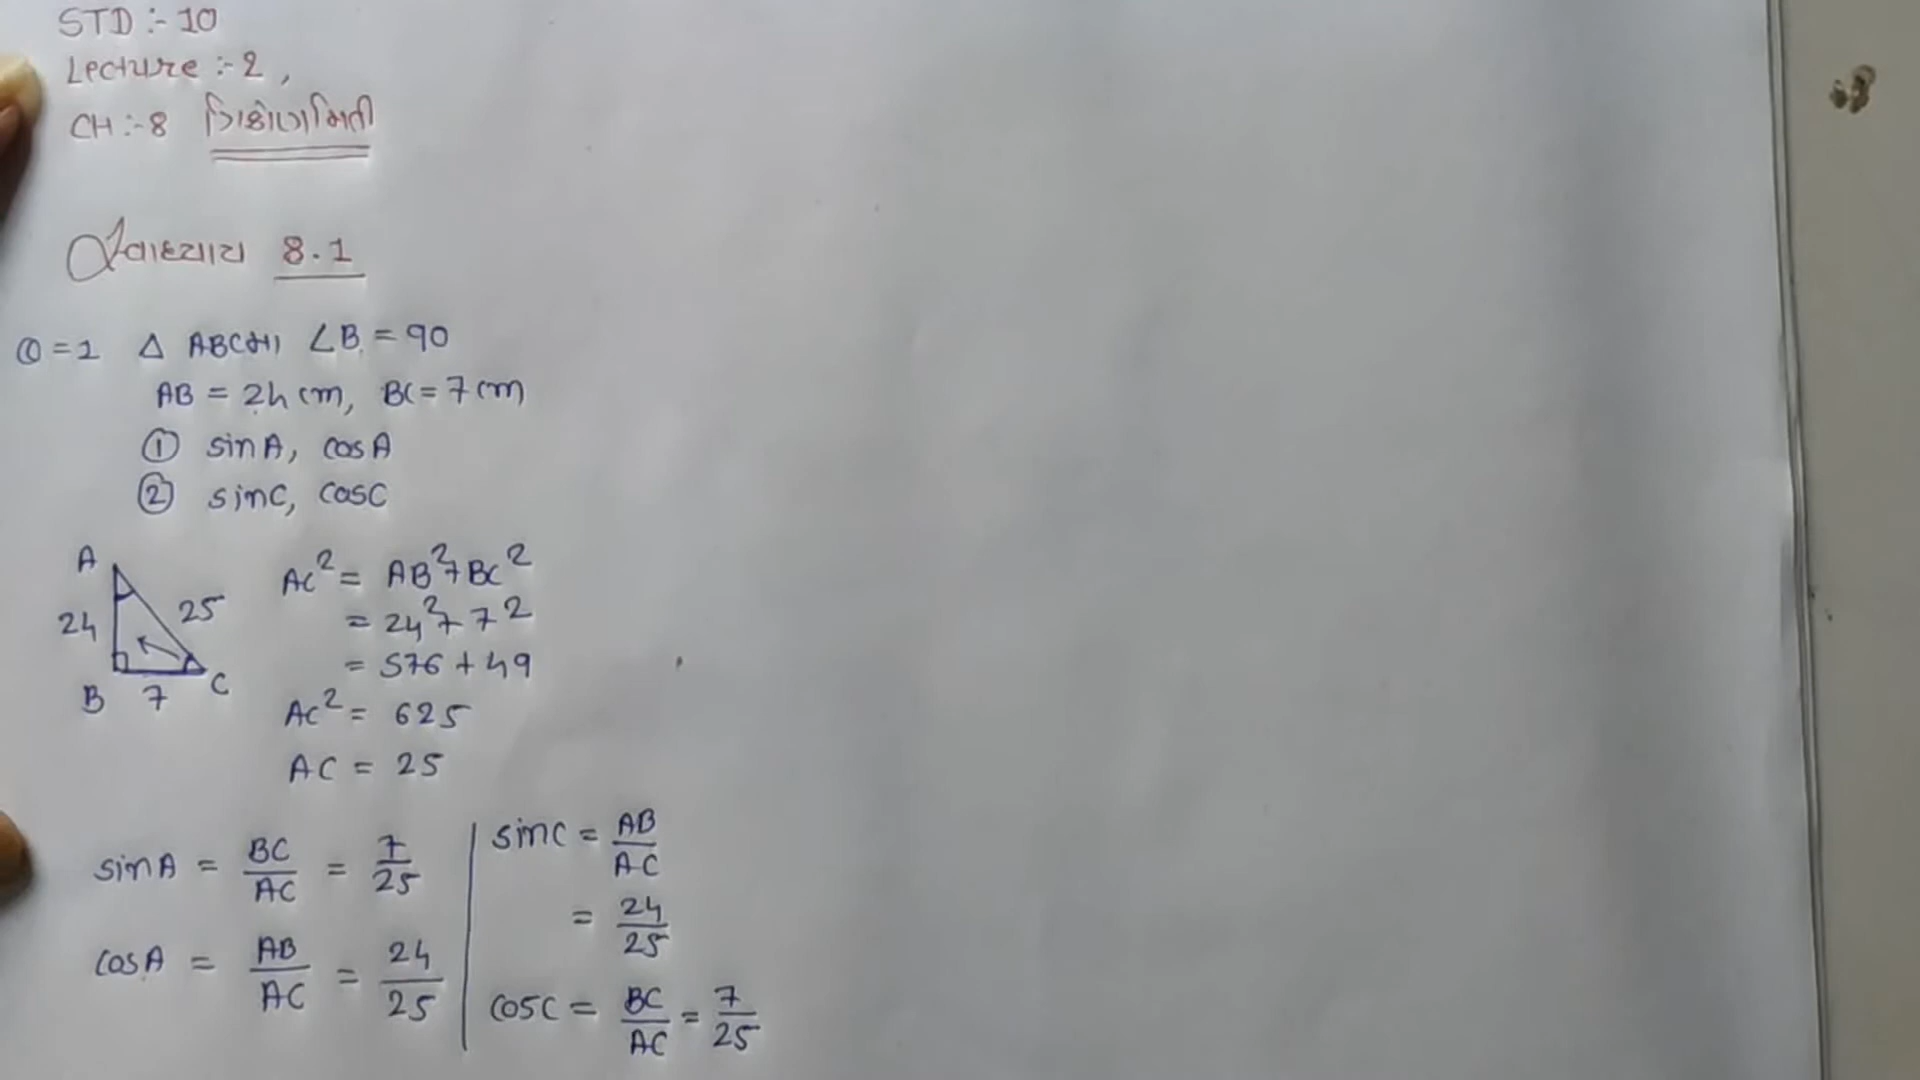 STD :- 10
Lecture :- 2,
CH :- 8 ત્રિકોણમિતી
સ્વાધ્યાય 8.1
Q=1 △ ABCમાં ∠B = 90
AB = 24 cm, BC = 7 cm
① sinA, cosA
② sinC, cosC
A
24
25
B
7
C
AC² = AB²+BC²
= 24²+7²
= 576+49
AC² = 625
AC = 25
sinA = BC/AC = 7/25
cosA = AB/AC = 24/25
sinC = AB/AC
= 24/25
cosC = BC/AC = 7/25